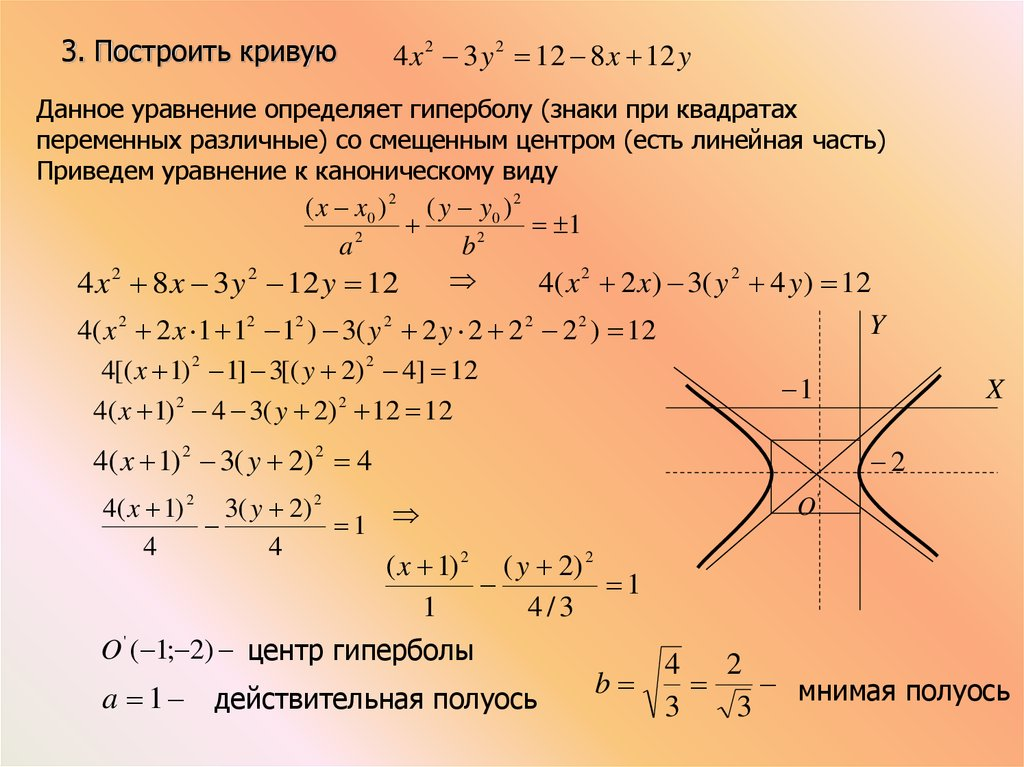 3. Построить кривую 4x² − 3y² = 12 − 8x + 12y
Данное уравнение определяет гиперболу (знаки при квадратах
переменных различные) со смещенным центром (есть линейная часть)
Приведем уравнение к каноническому виду
(x − x₀)²/a² + (y − y₀)²/b² = ±1
4x² + 8x − 3y² − 12y = 12 ⇒ 4(x² + 2x) − 3(y² + 4y) = 12
4(x² + 2x·1 + 1² − 1²) − 3(y² + 2y·2 + 2² − 2²) = 12
Y
4[(x + 1)² − 1] − 3[(y + 2)² − 4] = 12
−1
X
4(x + 1)² − 4 − 3(y + 2)² + 12 = 12
4(x + 1)² − 3(y + 2)² = 4
−2
4(x + 1)²/4 − 3(y + 2)²/4 = 1 ⇒
O'
(x + 1)²/1 − (y + 2)²/4/3 = 1
O'(−1;−2) − центр гиперболы
a = 1 − действительная полуось
b = √4/3 = 2/√3 − мнимая полуось